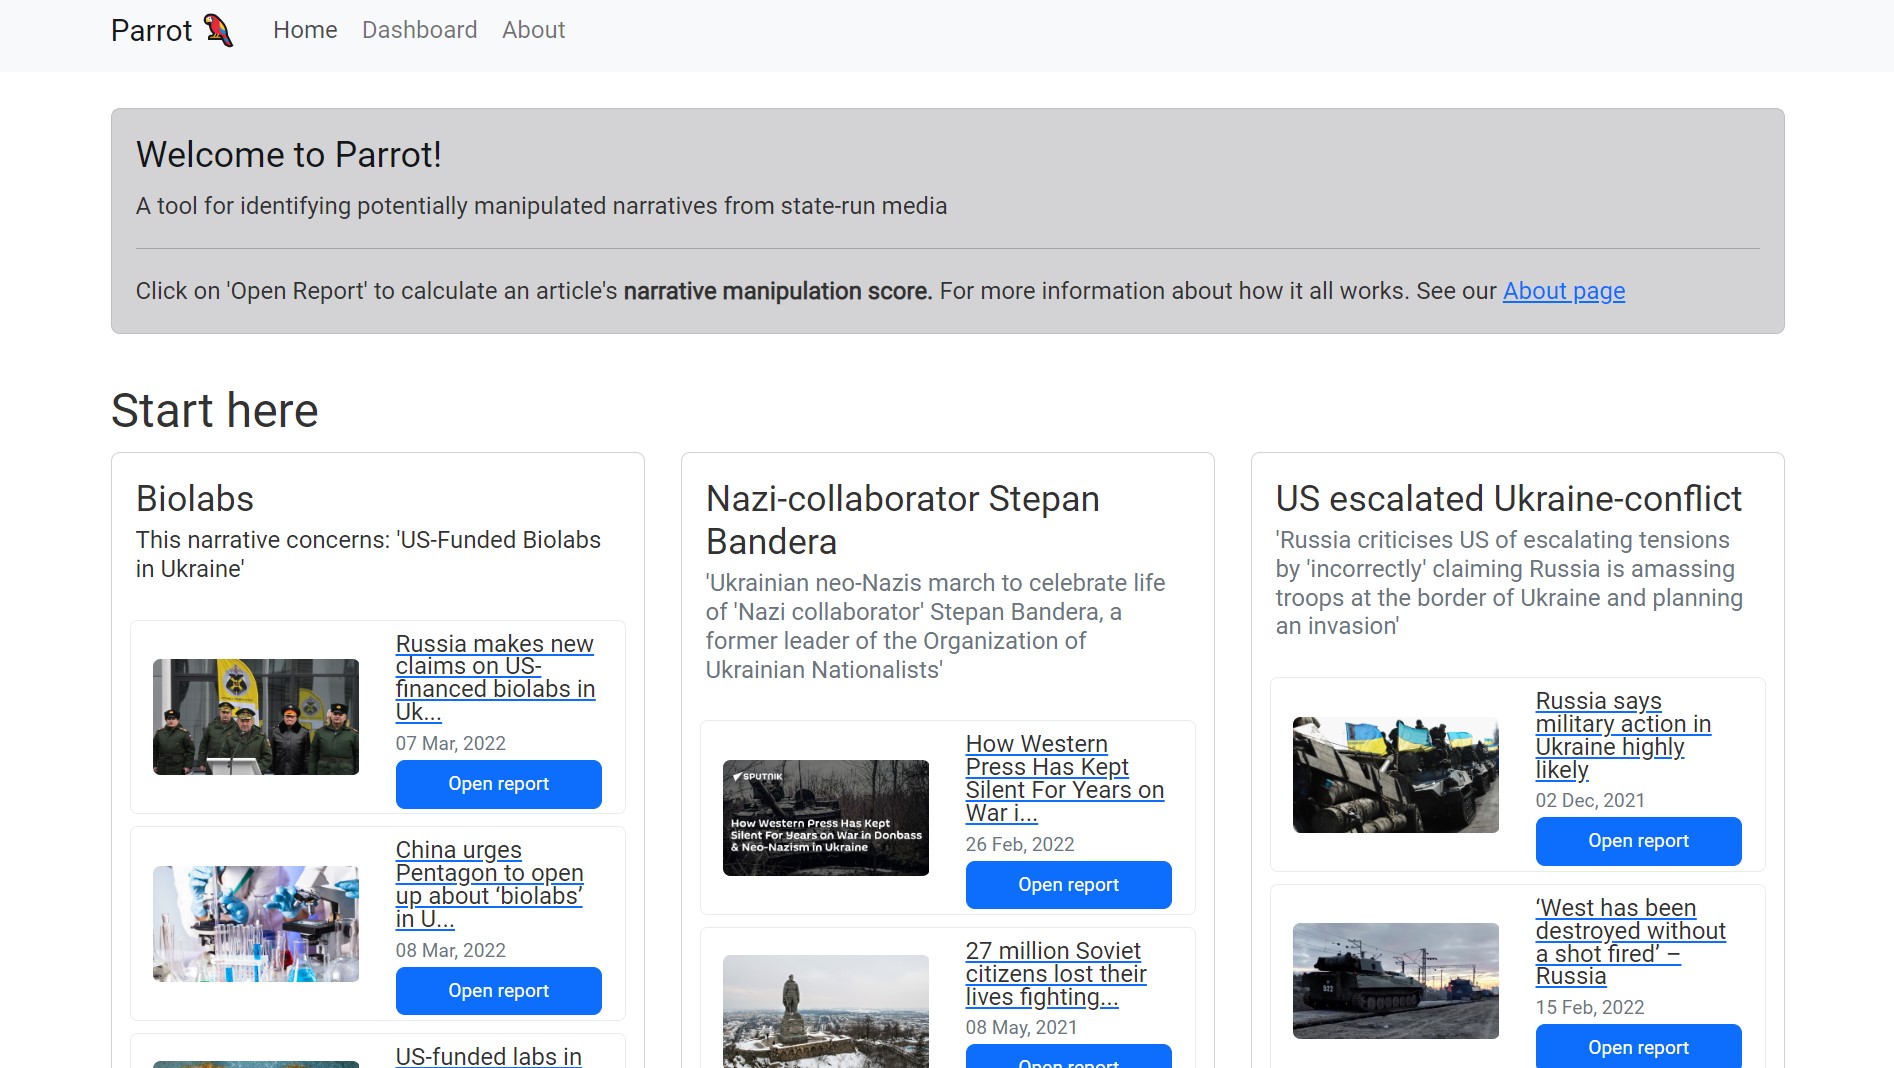 Parrot
Home
Dashboard
About
Welcome to Parrot!
A tool for identifying potentially manipulated narratives from state-run media
Click on 'Open Report' to calculate an article's narrative manipulation score. For more information about how it all works. See our About page
Start here
Biolabs
This narrative concerns: 'US-Funded Biolabs
in Ukraine'
Russia makes new
claims on US-
financed biolabs in
Uk...
07 Mar, 2022
Open report
China urges
Pentagon to open
up about ‘biolabs’
in U...
08 Mar, 2022
Open report
US-funded labs in
Nazi-collaborator Stepan
Bandera
'Ukrainian neo-Nazis march to celebrate life
of 'Nazi collaborator' Stepan Bandera, a
former leader of the Organization of
Ukrainian Nationalists'
SPUTNIK
How Western Press Has Kept
Silent For Years on War in Donbass
& Neo-Nazism in Ukraine
How Western
Press Has Kept
Silent For Years on
War i...
26 Feb, 2022
Open report
27 million Soviet
citizens lost their
lives fighting...
08 May, 2021
Open report
US escalated Ukraine-conflict
'Russia criticises US of escalating tensions
by 'incorrectly' claiming Russia is amassing
troops at the border of Ukraine and planning
an invasion'
Russia says
military action in
Ukraine highly
likely
02 Dec, 2021
Open report
‘West has been
destroyed without
a shot fired’ –
Russia
15 Feb, 2022
Open report